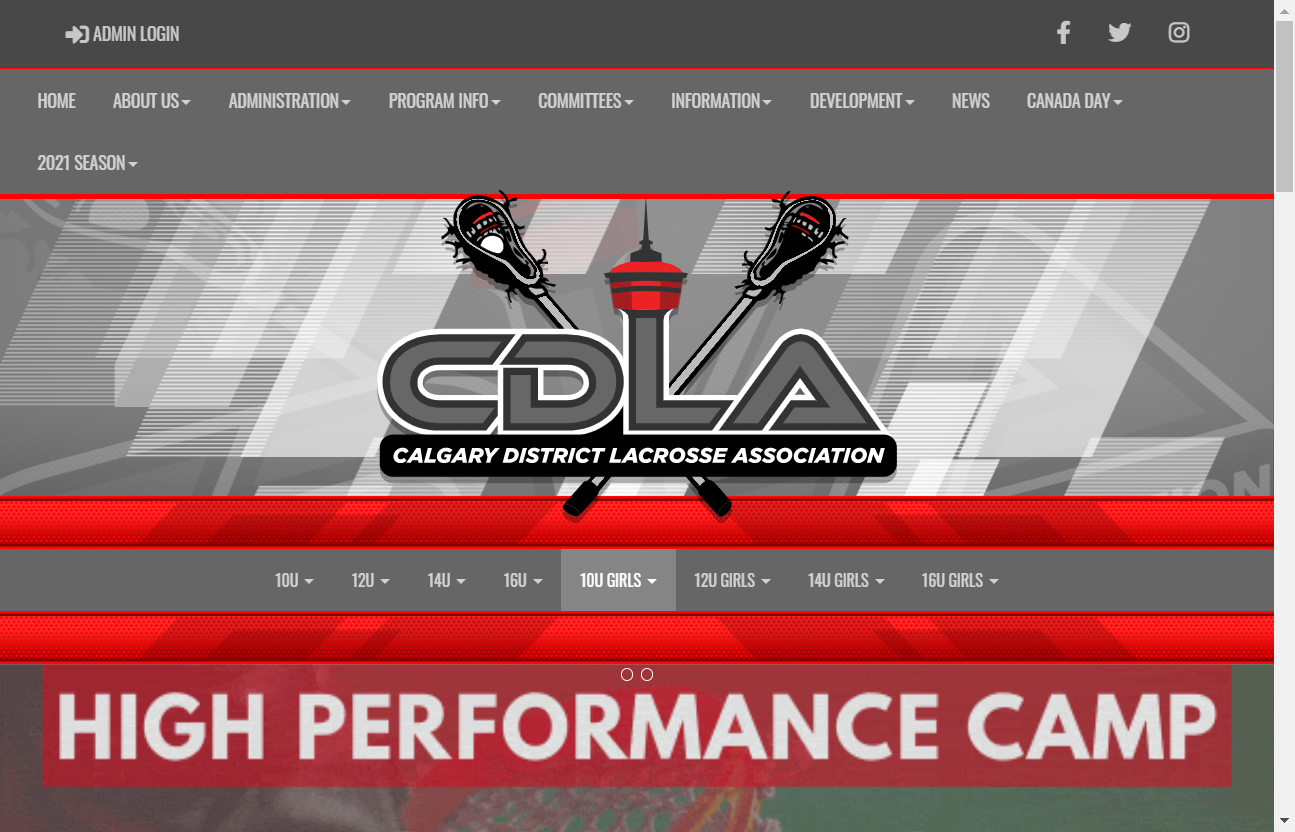 ADMIN LOGIN
HOME ABOUT US ADMINISTRATION PROGRAM INFO COMMITTEES INFORMATION DEVELOPMENT NEWS CANADA DAY
2021 SEASON
CDLA
CALGARY DISTRICT LACROSSE ASSOCIATION
10U 12U 14U 16U 10U GIRLS 12U GIRLS 14U GIRLS 16U GIRLS
HIGH PERFORMANCE CAMP